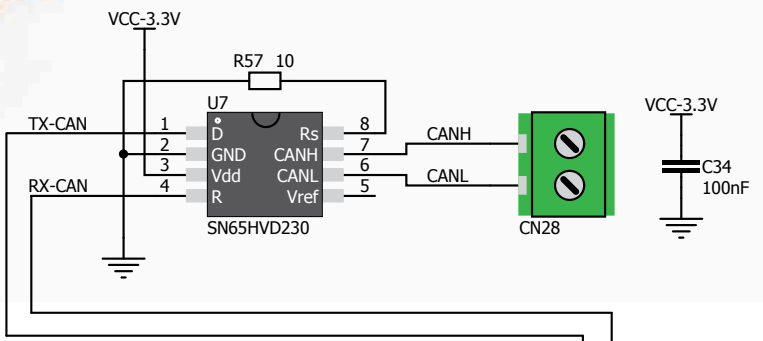 VCC-3.3V
R57 10
U7
TX-CAN 1 D Rs 8
2 GND CANH 7 CANH
3 Vdd CANL 6 CANL
RX-CAN 4 R Vref 5
SN65HVD230
CN28
VCC-3.3V
C34
100nF